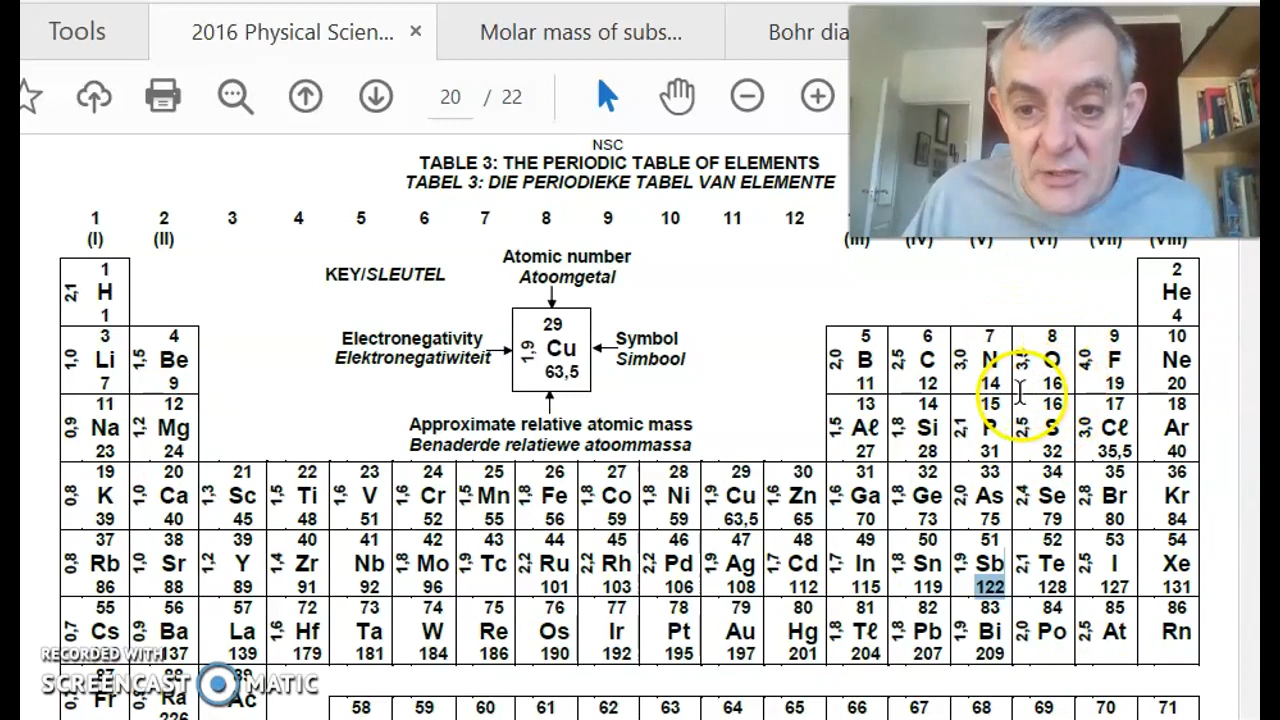 Tools
2016 Physical Scien... ×
Molar mass of subs...
Bohr dia
20 / 22
NSC
TABLE 3: THE PERIODIC TABLE OF ELEMENTS
TABEL 3: DIE PERIODIEKE TABEL VAN ELEMENTE
1 2 3 4 5 6 7 8 9 10 11 12
(I) (II) (III) (IV) (V) (VI) (VII) (VIII)
KEY/SLEUTEL
Atomic number
Atoomgetal
Electronegativity
Elektronegatiwiteit
29
1,9 Cu
63,5
Symbol
Simbool
Approximate relative atomic mass
Benaderde relatiewe atoommassa
1 2
2,1 H He
1 4
3 4 5 6 7 8 9 10
1,0 Li 1,5 Be 2,0 B 2,5 C 3,0 N O 4,0 F Ne
7 9 11 12 14 16 19 20
11 12 13 14 15 16 17 18
0,9 Na 1,2 Mg 1,5 Aℓ 1,8 Si 2,1 P 2,5 S 3,0 Cℓ Ar
23 24 27 28 31 32 35,5 40
19 20 21 22 23 24 25 26 27 28 29 30 31 32 33 34 35 36
0,8 K 1,0 Ca 1,3 Sc 1,5 Ti 1,6 V 1,6 Cr 1,5 Mn 1,8 Fe 1,8 Co 1,8 Ni 1,9 Cu 1,6 Zn 1,6 Ga 1,8 Ge 2,0 As 2,4 Se 2,8 Br Kr
39 40 45 48 51 52 55 56 59 59 63,5 65 70 73 75 79 80 84
37 38 39 40 41 42 43 44 45 46 47 48 49 50 51 52 53 54
0,8 Rb 1,0 Sr 1,2 Y 1,4 Zr Nb 1,8 Mo 1,9 Tc 2,2 Ru 2,2 Rh 2,2 Pd 1,9 Ag 1,7 Cd 1,7 In 1,8 Sn 1,9 Sb 2,1 Te 2,5 I Xe
86 88 89 91 92 96 101 103 106 108 112 115 119 122 128 127 131
55 56 57 72 73 74 75 76 77 78 79 80 81 82 83 84 85 86
0,7 Cs 0,9 Ba La 1,6 Hf Ta W Re Os Ir Pt Au Hg 1,8 Tℓ 1,8 Pb 1,9 Bi 2,0 Po 2,5 At Rn
137 139 179 181 184 186 190 192 195 197 201 204 207 209
RECORDED WITH
SCREENCAST MATIC
87 88 89
Fr Ra Ac
226
58 59 60 61 62 63 64 65 66 67 68 69 70 71